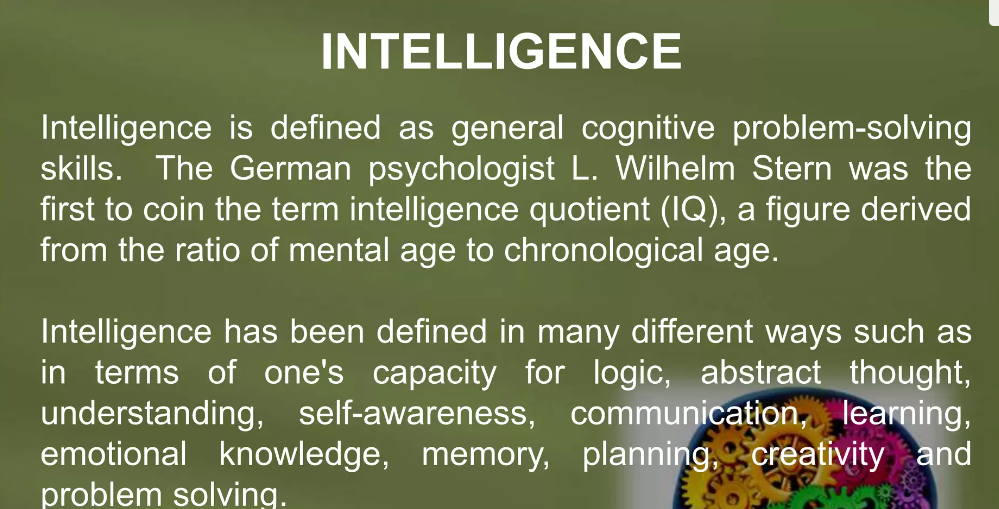 INTELLIGENCE
Intelligence is defined as general cognitive problem-solving
skills.  The German psychologist L. Wilhelm Stern was the
first to coin the term intelligence quotient (IQ), a figure derived
from the ratio of mental age to chronological age.
Intelligence has been defined in many different ways such as
in terms of one's capacity for logic, abstract thought,
understanding, self-awareness, communication, learning,
emotional knowledge, memory, planning, creativity and
problem solving.